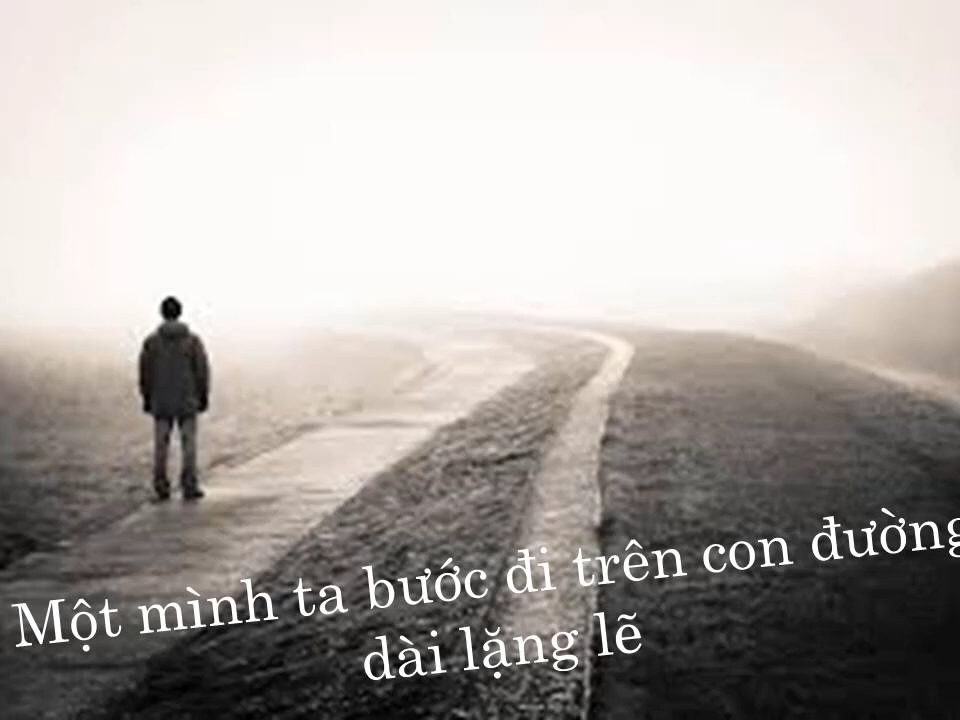 Một mình ta bước đi trên con đường
dài lặng lẽ